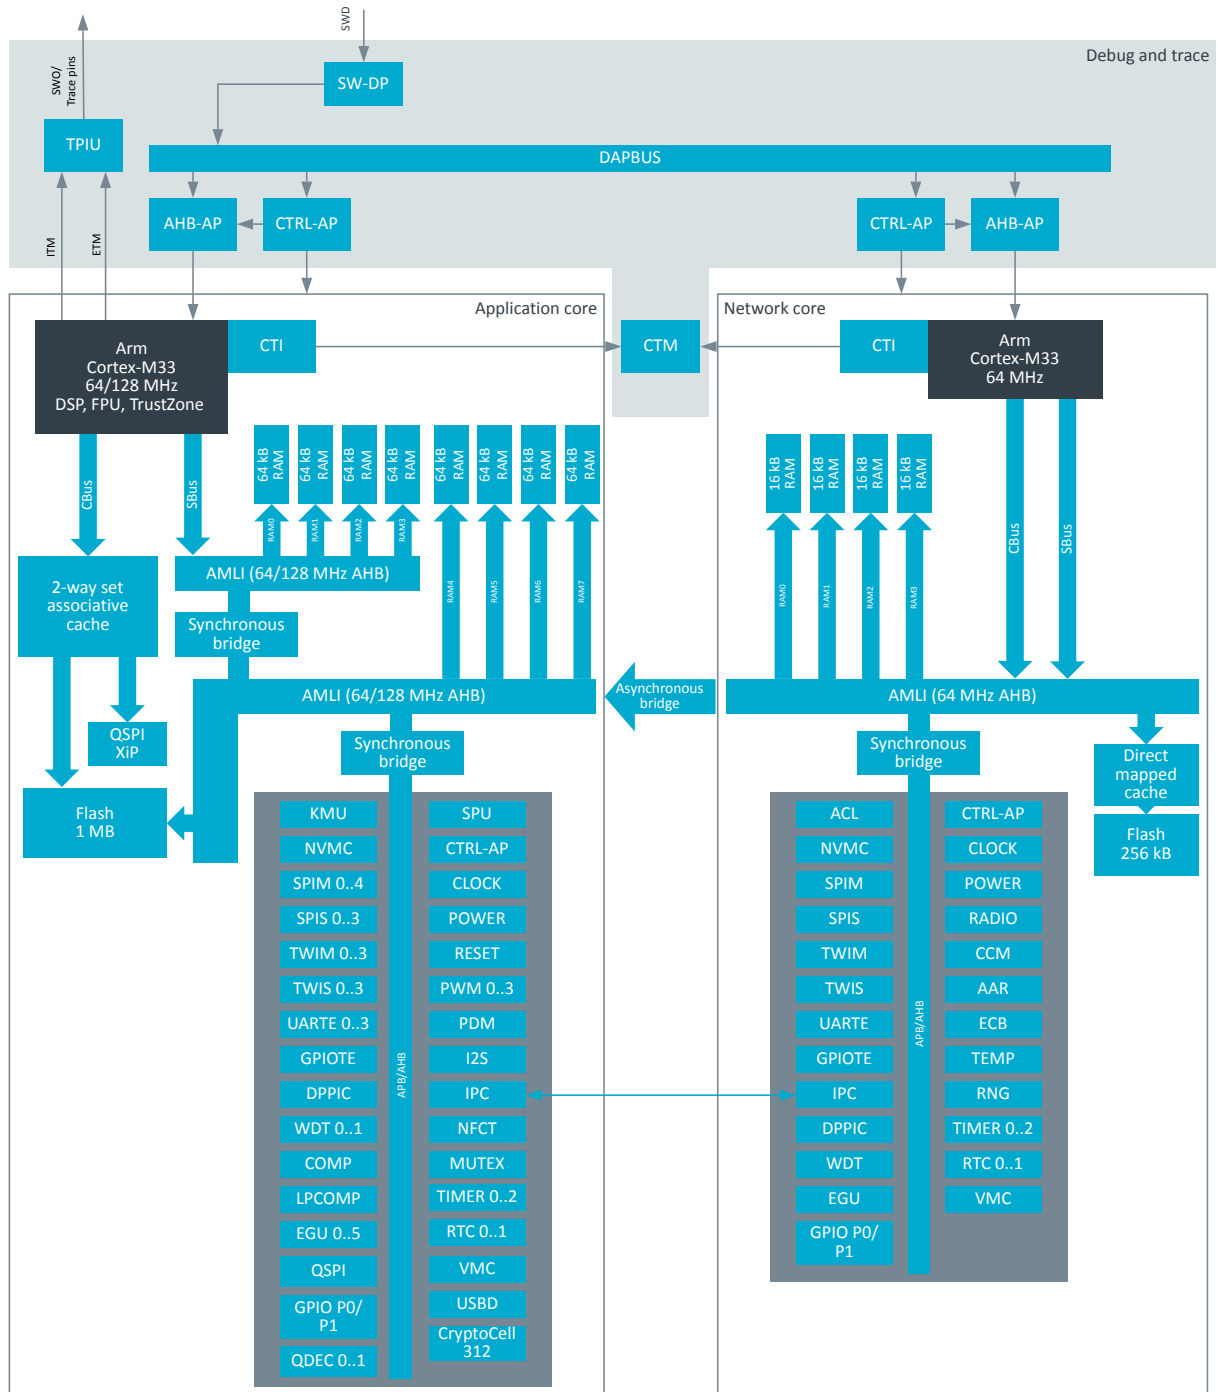 SWD
Debug and trace
SWO/
Trace pins
SW-DP
TPIU
DAPBUS
AHB-AP
CTRL-AP
CTRL-AP
AHB-AP
ITM
ETM
Application core
Network core
Arm
Cortex-M33
64/128 MHz
DSP, FPU, TrustZone
CTI
CTM
CTI
Arm
Cortex-M33
64 MHz
CBus
SBus
64 kB
RAM
64 kB
RAM
64 kB
RAM
64 kB
RAM
64 kB
RAM
64 kB
RAM
64 kB
RAM
64 kB
RAM
16 kB
RAM
16 kB
RAM
16 kB
RAM
16 kB
RAM
RAM0
RAM1
RAM2
RAM3
CBus
SBus
2-way set
associative
cache
AMLI (64/128 MHz AHB)
RAM4
RAM5
RAM6
RAM7
RAM0
RAM1
RAM2
RAM3
Synchronous
bridge
AMLI (64/128 MHz AHB)
Asynchronous
bridge
AMLI (64 MHz AHB)
QSPI
XiP
Synchronous
bridge
Synchronous
bridge
Direct
mapped
cache
Flash
1 MB
Flash
256 kB
KMU
NVMC
SPIM 0..4
SPIS 0..3
TWIM 0..3
TWIS 0..3
UARTE 0..3
GPIOTE
DPPIC
WDT 0..1
COMP
LPCOMP
EGU 0..5
QSPI
GPIO P0/
P1
QDEC 0..1
APB/AHB
SPU
CTRL-AP
CLOCK
POWER
RESET
PWM 0..3
PDM
I2S
IPC
NFCT
MUTEX
TIMER 0..2
RTC 0..1
VMC
USBD
CryptoCell
312
ACL
NVMC
SPIM
SPIS
TWIM
TWIS
UARTE
GPIOTE
IPC
DPPIC
WDT
EGU
GPIO P0/
P1
APB/AHB
CTRL-AP
CLOCK
POWER
RADIO
CCM
AAR
ECB
TEMP
RNG
TIMER 0..2
RTC 0..1
VMC